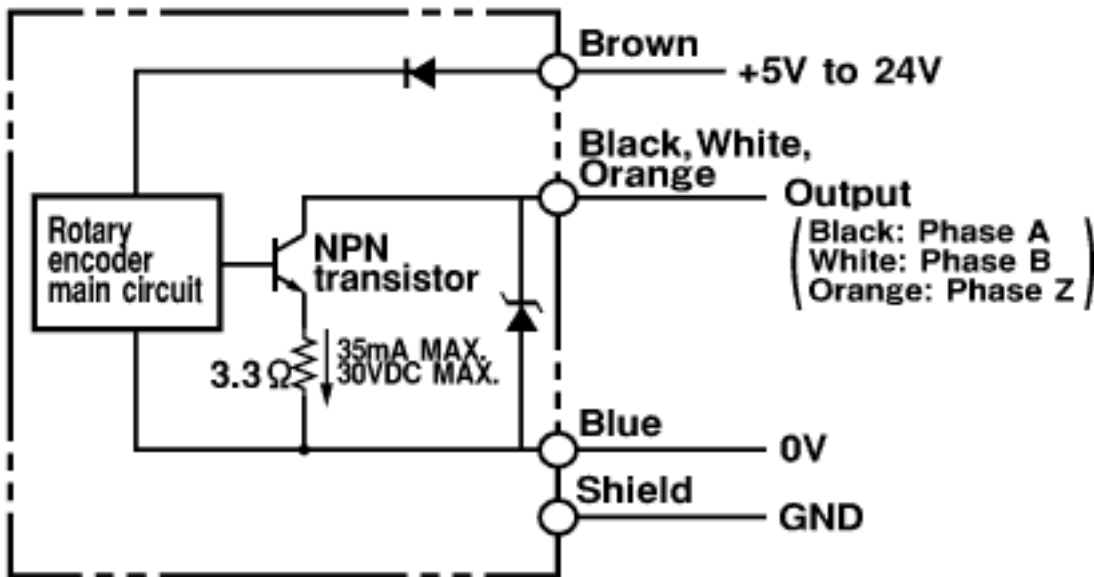 Brown
+5V to 24V
Black, White,
Orange
Output
(Black: Phase A
White: Phase B
Orange: Phase Z)
Rotary
encoder
main circuit
NPN
transistor
3.3Ω
35mA MAX.
30VDC MAX.
Blue
0V
Shield
GND